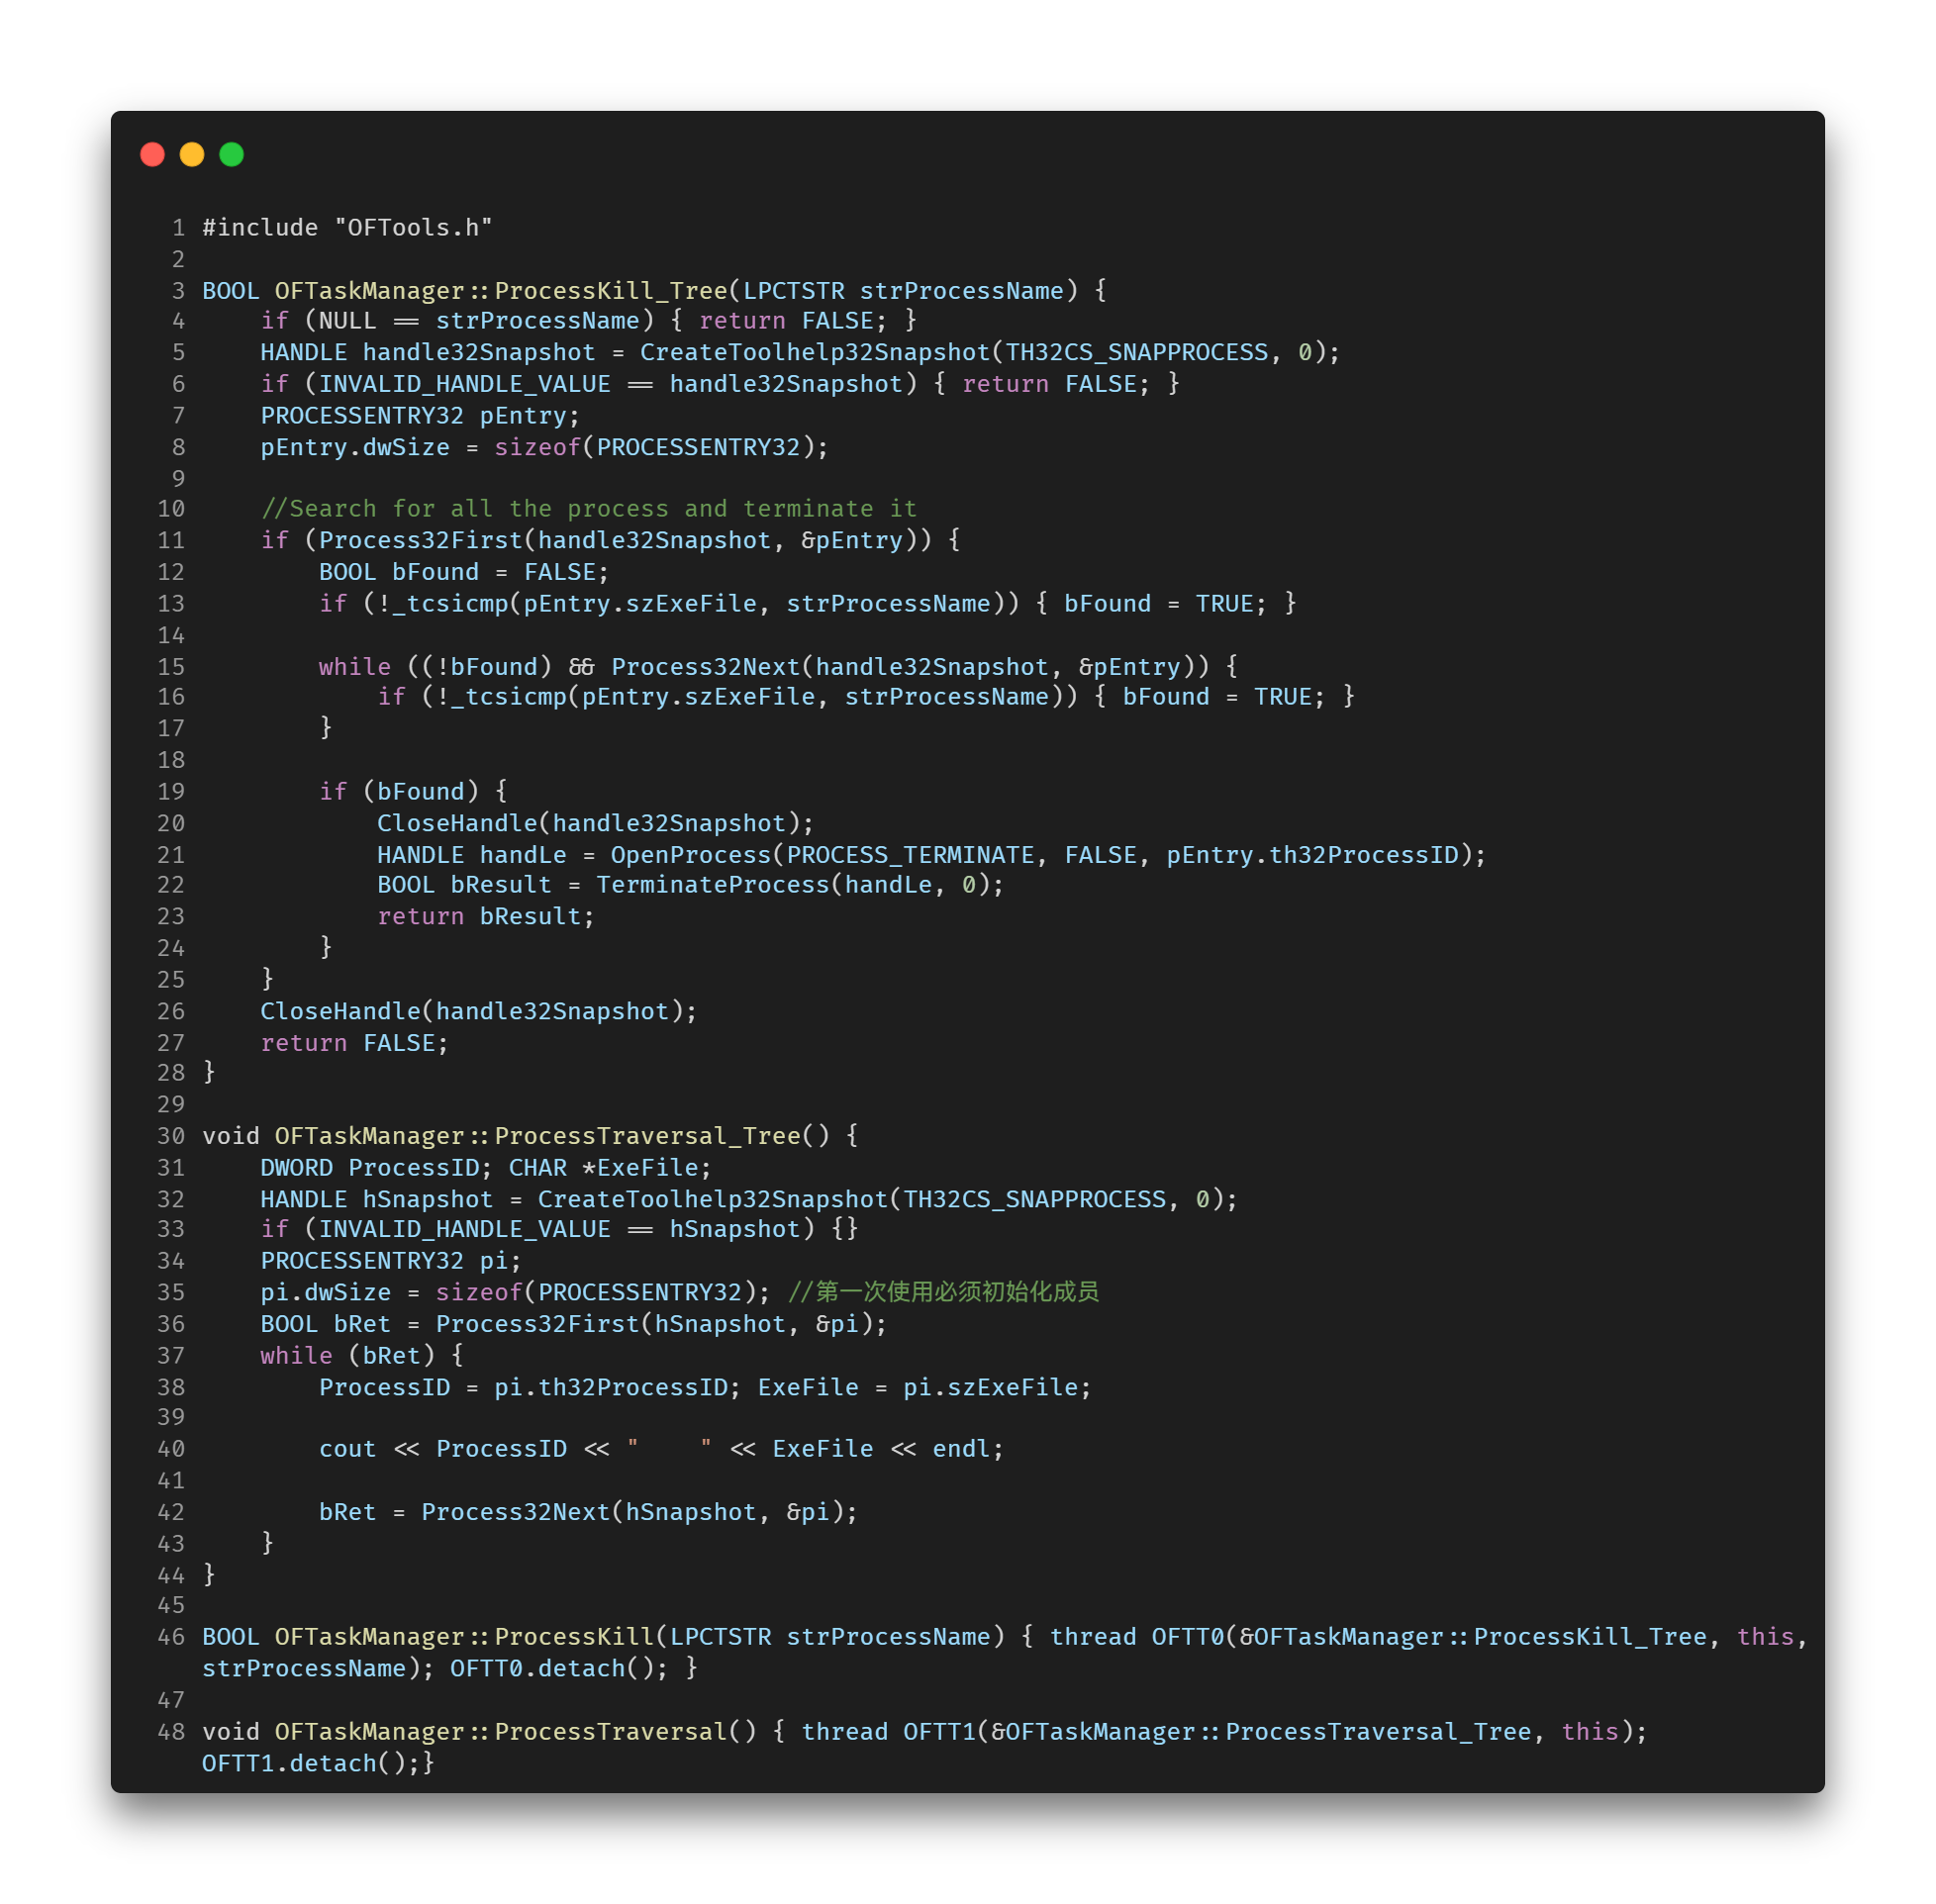 1 #include "OFTools.h"
2
3 BOOL OFTaskManager::ProcessKill_Tree(LPCTSTR strProcessName) {
4     if (NULL == strProcessName) { return FALSE; }
5     HANDLE handle32Snapshot = CreateToolhelp32Snapshot(TH32CS_SNAPPROCESS, 0);
6     if (INVALID_HANDLE_VALUE == handle32Snapshot) { return FALSE; }
7     PROCESSENTRY32 pEntry;
8     pEntry.dwSize = sizeof(PROCESSENTRY32);
9
10     //Search for all the process and terminate it
11     if (Process32First(handle32Snapshot, &pEntry)) {
12         BOOL bFound = FALSE;
13         if (!_tcsicmp(pEntry.szExeFile, strProcessName)) { bFound = TRUE; }
14
15         while ((!bFound) && Process32Next(handle32Snapshot, &pEntry)) {
16             if (!_tcsicmp(pEntry.szExeFile, strProcessName)) { bFound = TRUE; }
17         }
18
19         if (bFound) {
20             CloseHandle(handle32Snapshot);
21             HANDLE handLe = OpenProcess(PROCESS_TERMINATE, FALSE, pEntry.th32ProcessID);
22             BOOL bResult = TerminateProcess(handLe, 0);
23             return bResult;
24         }
25     }
26     CloseHandle(handle32Snapshot);
27     return FALSE;
28 }
29
30 void OFTaskManager::ProcessTraversal_Tree() {
31     DWORD ProcessID; CHAR *ExeFile;
32     HANDLE hSnapshot = CreateToolhelp32Snapshot(TH32CS_SNAPPROCESS, 0);
33     if (INVALID_HANDLE_VALUE == hSnapshot) {}
34     PROCESSENTRY32 pi;
35     pi.dwSize = sizeof(PROCESSENTRY32); //第一次使用必须初始化成员
36     BOOL bRet = Process32First(hSnapshot, &pi);
37     while (bRet) {
38         ProcessID = pi.th32ProcessID; ExeFile = pi.szExeFile;
39
40         cout << ProcessID << "    " << ExeFile << endl;
41
42         bRet = Process32Next(hSnapshot, &pi);
43     }
44 }
45
46 BOOL OFTaskManager::ProcessKill(LPCTSTR strProcessName) { thread OFTT0(&OFTaskManager::ProcessKill_Tree, this,
strProcessName); OFTT0.detach(); }
47
48 void OFTaskManager::ProcessTraversal() { thread OFTT1(&OFTaskManager::ProcessTraversal_Tree, this);
OFTT1.detach();}